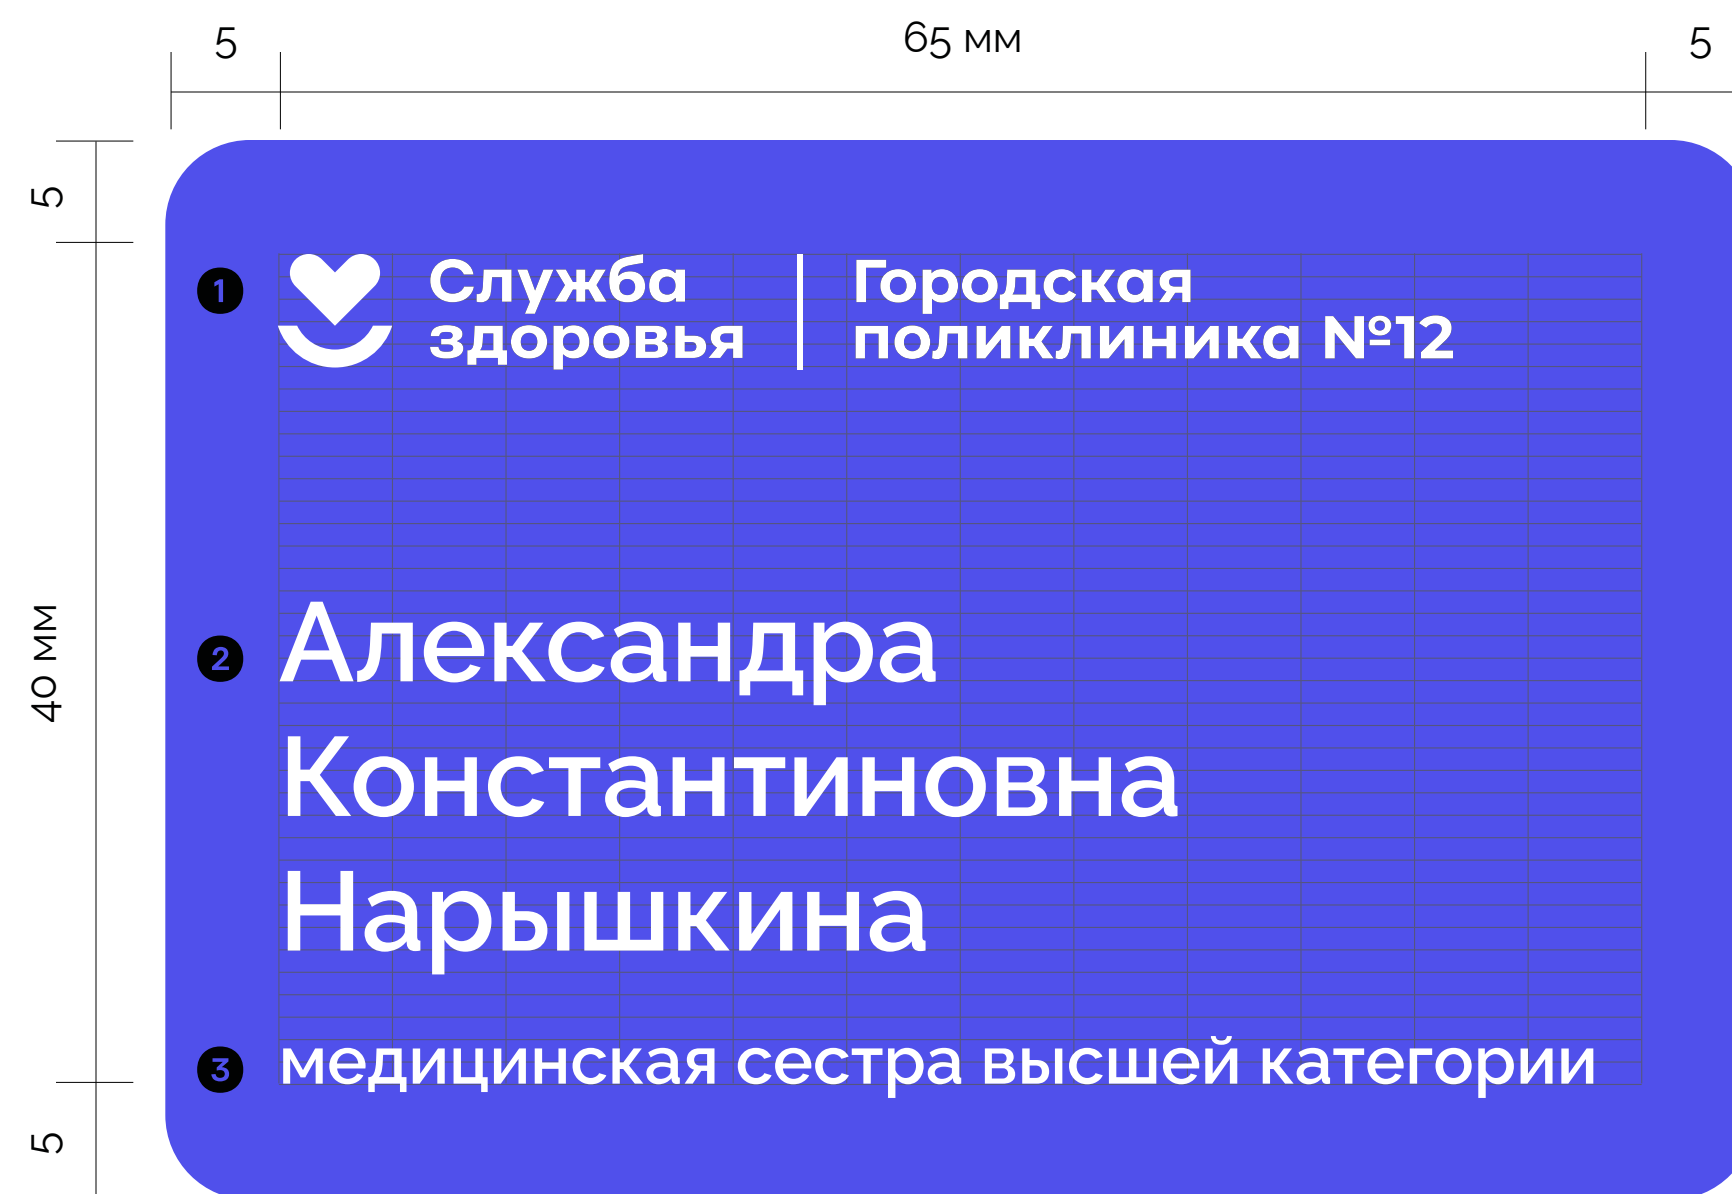 5
65 мм
5
5
1
Служба
здоровья
Городская
поликлиника №12
40 мм
2
Александра
Константиновна
Нарышкина
3
медицинская сестра высшей категории
5